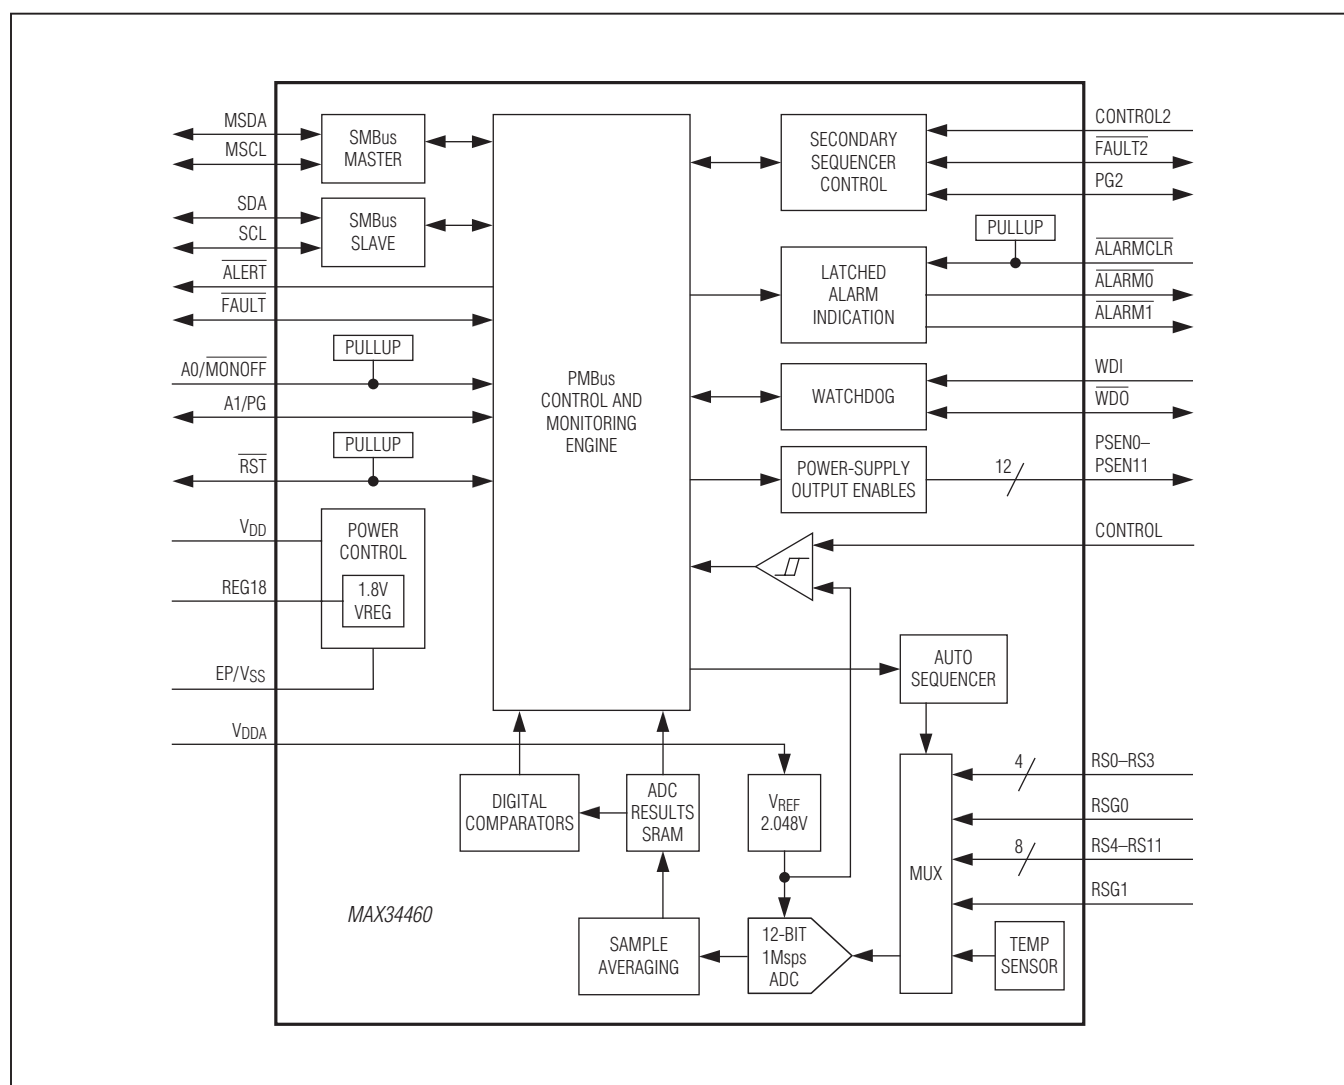 MSDA
MSCL
SDA
SCL
ALERT
FAULT
A0/MONOFF
A1/PG
RST
VDD
REG18
EP/VSS
VDDA
SMBus
MASTER
SMBus
SLAVE
PULLUP
PULLUP
POWER
CONTROL
1.8V
VREG
PMBus
CONTROL AND
MONITORING
ENGINE
SECONDARY
SEQUENCER
CONTROL
PULLUP
LATCHED
ALARM
INDICATION
WATCHDOG
POWER-SUPPLY
OUTPUT ENABLES
12
CONTROL2
FAULT2
PG2
ALARMCLR
ALARM0
ALARM1
WDI
WDO
PSEN0–
PSEN11
CONTROL
AUTO
SEQUENCER
DIGITAL
COMPARATORS
ADC
RESULTS
SRAM
VREF
2.048V
MUX
4
RS0–RS3
RSG0
8
RS4–RS11
RSG1
MAX34460
SAMPLE
AVERAGING
12-BIT
1Msps
ADC
TEMP
SENSOR